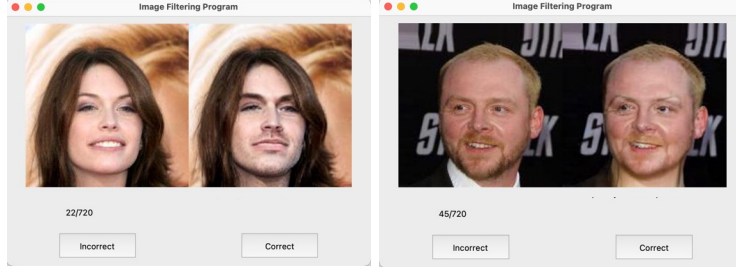 Image Filtering Program
22/720
Incorrect
Correct
Image Filtering Program
45/720
Incorrect
Correct